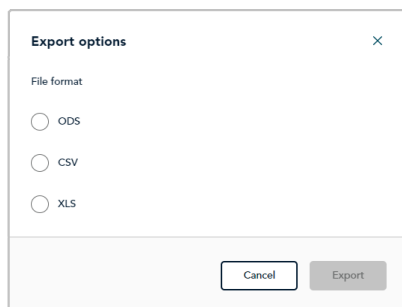 Export options
File format
ODS
CSV
XLS
Cancel
Export